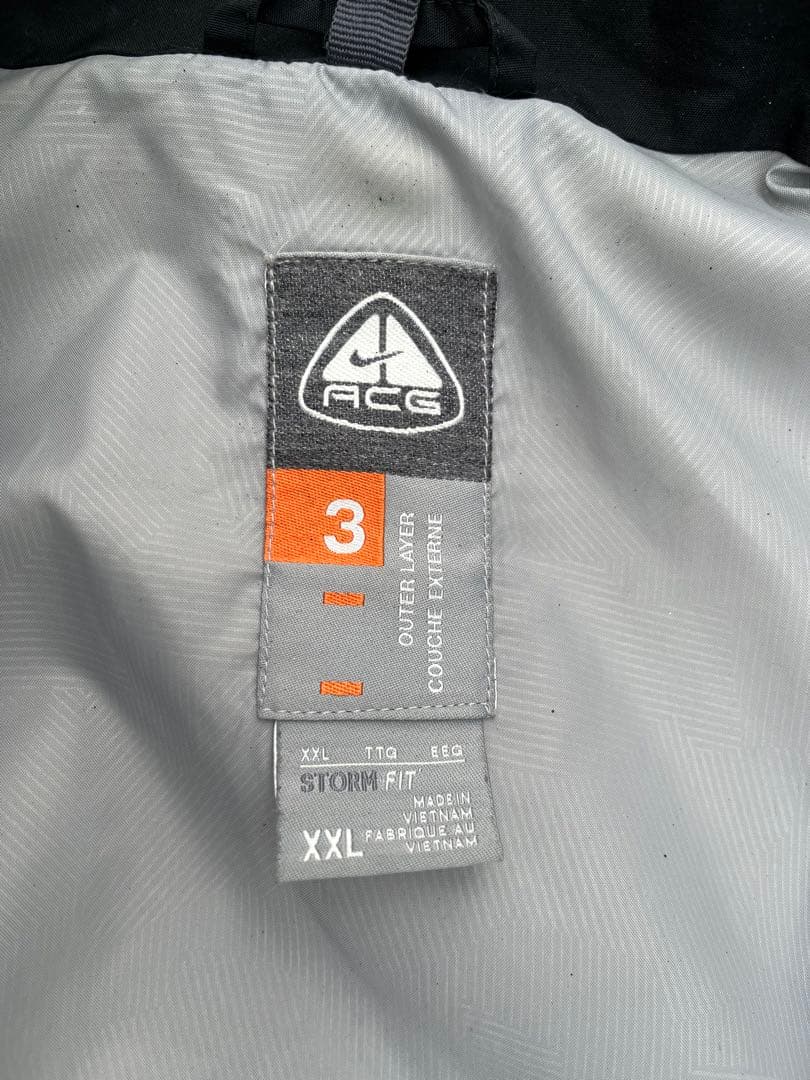 ACG
3
OUTER LAYER
COUCHE EXTERNE
XXL TTG EEG
STORM FIT
MADE IN
VIETNAM
XXL FABRIQUE AU
VIETNAM